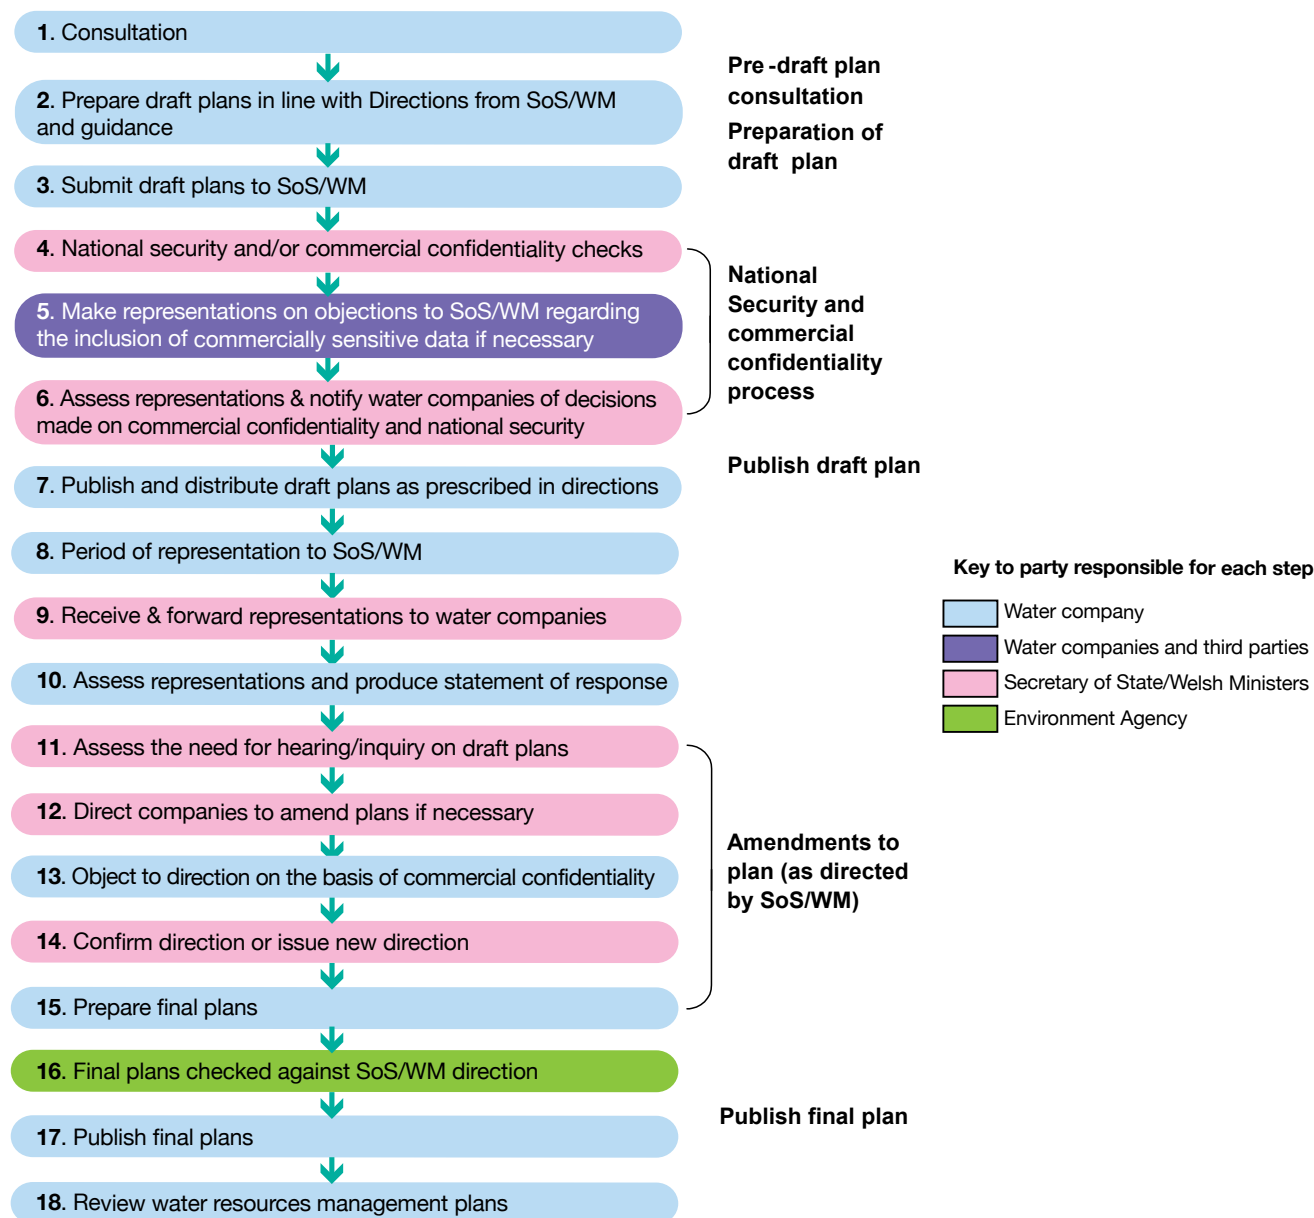 1. Consultation
2. Prepare draft plans in line with Directions from SoS/WM
and guidance
3. Submit draft plans to SoS/WM
4. National security and/or commercial confidentiality checks
5. Make representations on objections to SoS/WM regarding
the inclusion of commercially sensitive data if necessary
6. Assess representations & notify water companies of decisions
made on commercial confidentiality and national security
7. Publish and distribute draft plans as prescribed in directions
8. Period of representation to SoS/WM
9. Receive & forward representations to water companies
10. Assess representations and produce statement of response
11. Assess the need for hearing/inquiry on draft plans
12. Direct companies to amend plans if necessary
13. Object to direction on the basis of commercial confidentiality
14. Confirm direction or issue new direction
15. Prepare final plans
16. Final plans checked against SoS/WM direction
17. Publish final plans
18. Review water resources management plans
Pre-draft plan
consultation
Preparation of
draft plan
National
Security and
commercial
confidentiality
process
Publish draft plan
Amendments to
plan (as directed
by SoS/WM)
Publish final plan
Key to party responsible for each step
Water company
Water companies and third parties
Secretary of State/Welsh Ministers
Environment Agency